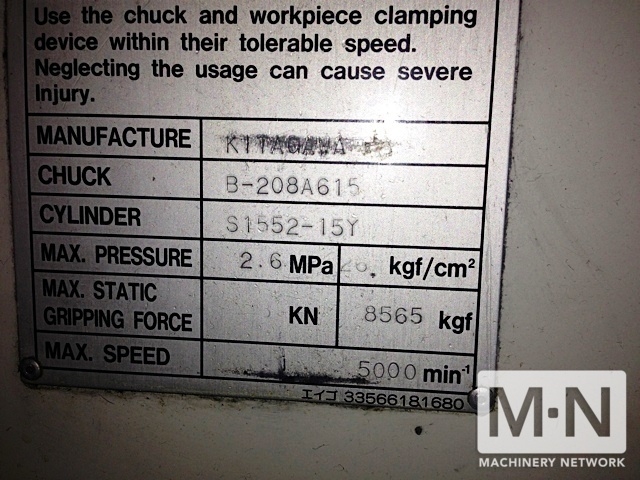 Use the chuck and workpiece clamping
device within their tolerable speed.
Neglecting the usage can cause severe
Injury.
MANUFACTURE KITAGAWA
CHUCK B-208A615
CYLINDER S1552-15Y
MAX. PRESSURE 2.6 MPa 26. kgf/cm²
MAX. STATIC
GRIPPING FORCE KN 8565 kgf
MAX. SPEED 5000 min⁻¹
エイゴ 33566181680
M·N
MACHINERY NETWORK